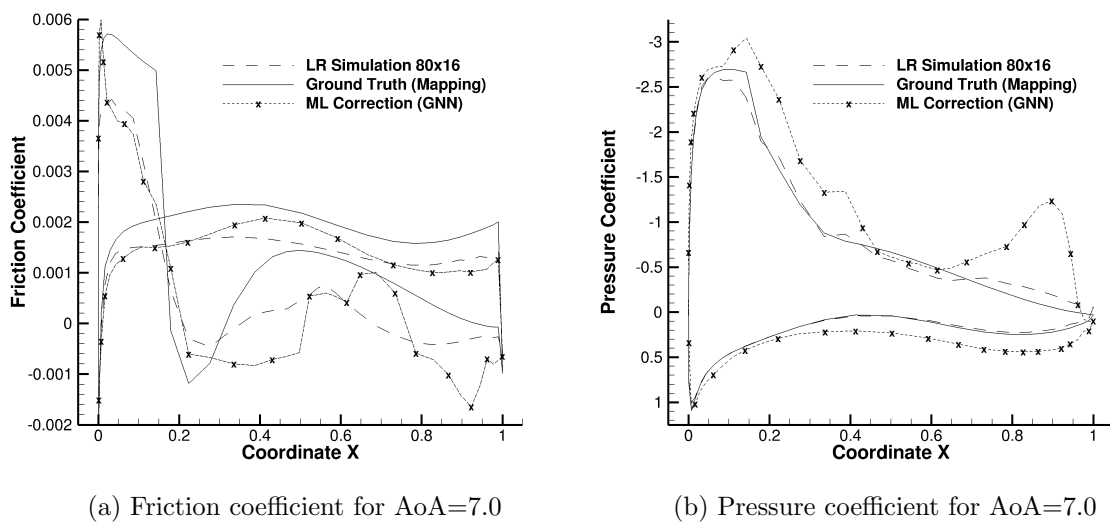 0.006
0.005
0.004
0.003
0.002
0.001
0
-0.001
-0.002
Friction Coefficient
LR Simulation 80x16
Ground Truth (Mapping)
ML Correction (GNN)
0 0.2 0.4 0.6 0.8 1
Coordinate X
(a) Friction coefficient for AoA=7.0
-3
-2.5
-2
-1.5
-1
-0.5
0
0.5
1
Pressure Coefficient
LR Simulation 80x16
Ground Truth (Mapping)
ML Correction (GNN)
0 0.2 0.4 0.6 0.8 1
Coordinate X
(b) Pressure coefficient for AoA=7.0